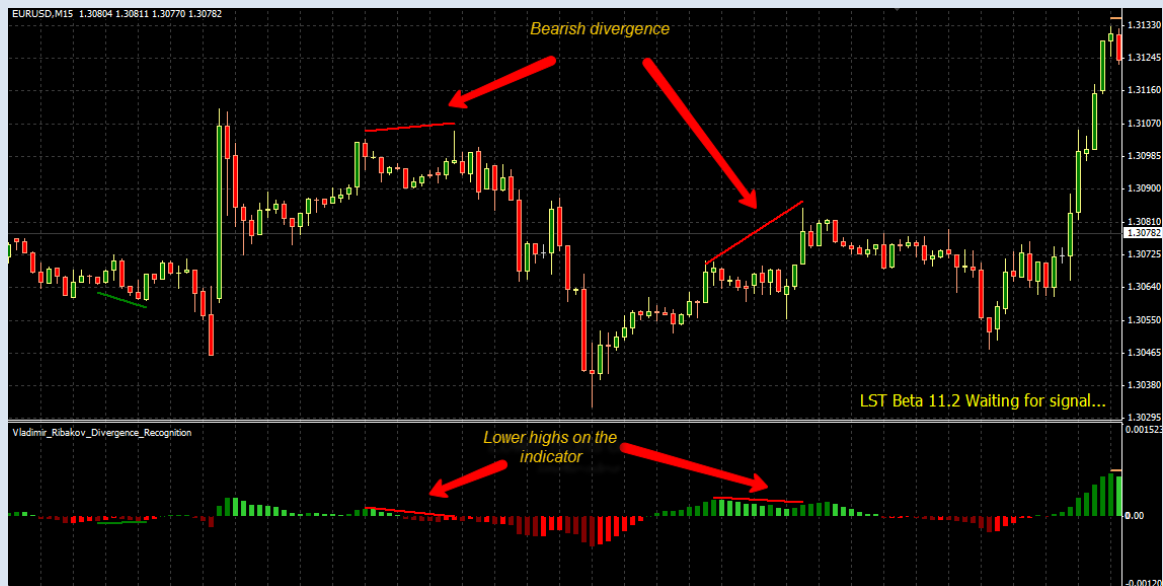 EURUSD,M15 1.30804 1.30811 1.30770 1.30782
Bearish divergence
1.31330
1.31245
1.31160
1.31070
1.30985
1.30900
1.30810
1.30782
1.30725
1.30640
1.30550
1.30465
1.30380
1.30295
LST Beta 11.2 Waiting for signal...
Vladimir_Ribakov_Divergence_Recognition
0.001523
Lower highs on the
indicator
0.00
-0.00120